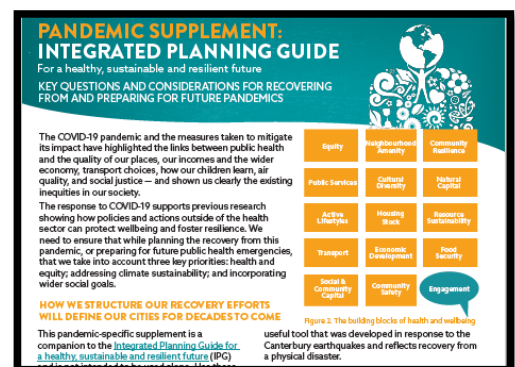 PANDEMIC SUPPLEMENT:
INTEGRATED PLANNING GUIDE
For a healthy, sustainable and resilient future
KEY QUESTIONS AND CONSIDERATIONS FOR RECOVERING
FROM AND PREPARING FOR FUTURE PANDEMICS
The COVID-19 pandemic and the measures taken to mitigate
its impact have highlighted the links between public health
and the quality of our places, our incomes and the wider
economy, transport choices, how our children learn, air
quality, and social justice — and shown us clearly the existing
inequities in our society.
The response to COVID-19 supports previous research
showing how policies and actions outside of the health
sector can protect wellbeing and foster resilience. We
need to ensure that while planning the recovery from this
pandemic, or preparing for future public health emergencies,
that we take into account three key priorities: health and
equity; addressing climate sustainability; and incorporating
wider social goals.
HOW WE STRUCTURE OUR RECOVERY EFFORTS
WILL DEFINE OUR CITIES FOR DECADES TO COME
This pandemic-specific supplement is a
companion to the Integrated Planning Guide for
a healthy, sustainable and resilient future (IPG)
and is not intended to be used alone. Use these
Equity
Neighbourhood
Amenity
Community
Resilience
Public Services
Cultural
Diversity
Natural
Capital
Active
Lifestyles
Housing
Stock
Resource
Sustainability
Transport
Economic
Development
Food
Security
Social &
Community
Capital
Community
Safety
Engagement
Figure 2. The building blocks of health and wellbeing
useful tool that was developed in response to the
Canterbury earthquakes and reflects recovery from
a physical disaster.